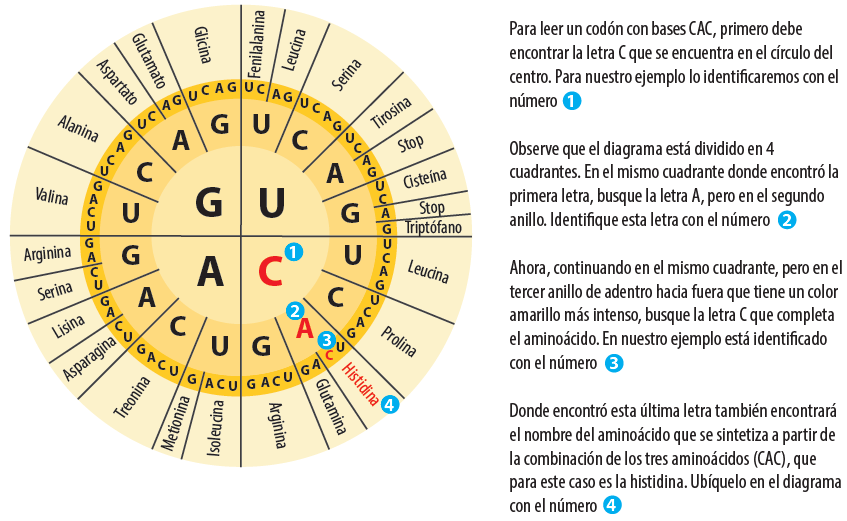 Glicina
Fenilalanina
Leucina
Serina
Tirosina
Stop
Cisteína
Stop
Triptófano
Leucina
Prolina
Histidina
4
Glutamina
Arginina
Isoleucina
Metionina
Treonina
Asparagina
Lisina
Serina
Arginina
Valina
Alanina
Aspartato
Glutamato
U C A G U C A G U C A G U C A G
U C A G
U C A G U C A G U C A G U C A G
U C A G
U C A G U C A G U C A G U C A G
U C A G
U C A G U C A G U C A G U C A G
U C A G
G U
A C
1
2
3
Para leer un codón con bases CAC, primero debe
encontrar la letra C que se encuentra en el círculo del
centro. Para nuestro ejemplo lo identificaremos con el
número 1
Observe que el diagrama está dividido en 4
cuadrantes. En el mismo cuadrante donde encontró la
primera letra, busque la letra A, pero en el segundo
anillo. Identifique esta letra con el número 2
Ahora, continuando en el mismo cuadrante, pero en el
tercer anillo de adentro hacia fuera que tiene un color
amarillo más intenso, busque la letra C que completa
el aminoácido. En nuestro ejemplo está identificado
con el número 3
Donde encontró esta última letra también encontrará
el nombre del aminoácido que se sintetiza a partir de
la combinación de los tres aminoácidos (CAC), que
para este caso es la histidina. Ubíquelo en el diagrama
con el número 4